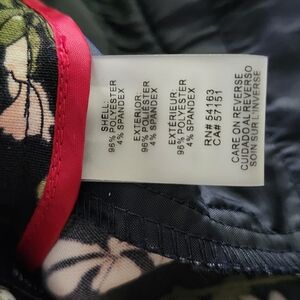 SHELL:
96% POLYESTER
4% SPANDEX
EXTERIOR:
96% POLIÉSTER
4% SPANDEX
EXTÉRIEUR:
96% POLYESTER
4% SPANDEX
RN# 54163
CA# 57151
CARE ON REVERSE
CUIDADO AL REVERSO
SOIN SUR L'INVERSE